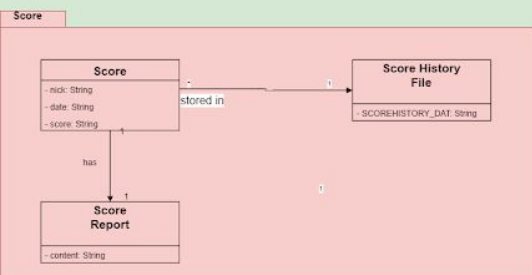 Score
Score
- nick: String
- date: String
- score: String
*
1
stored in
Score History
File
- SCOREHISTORY_DAT: String
1
has
1
1
Score
Report
- content: String